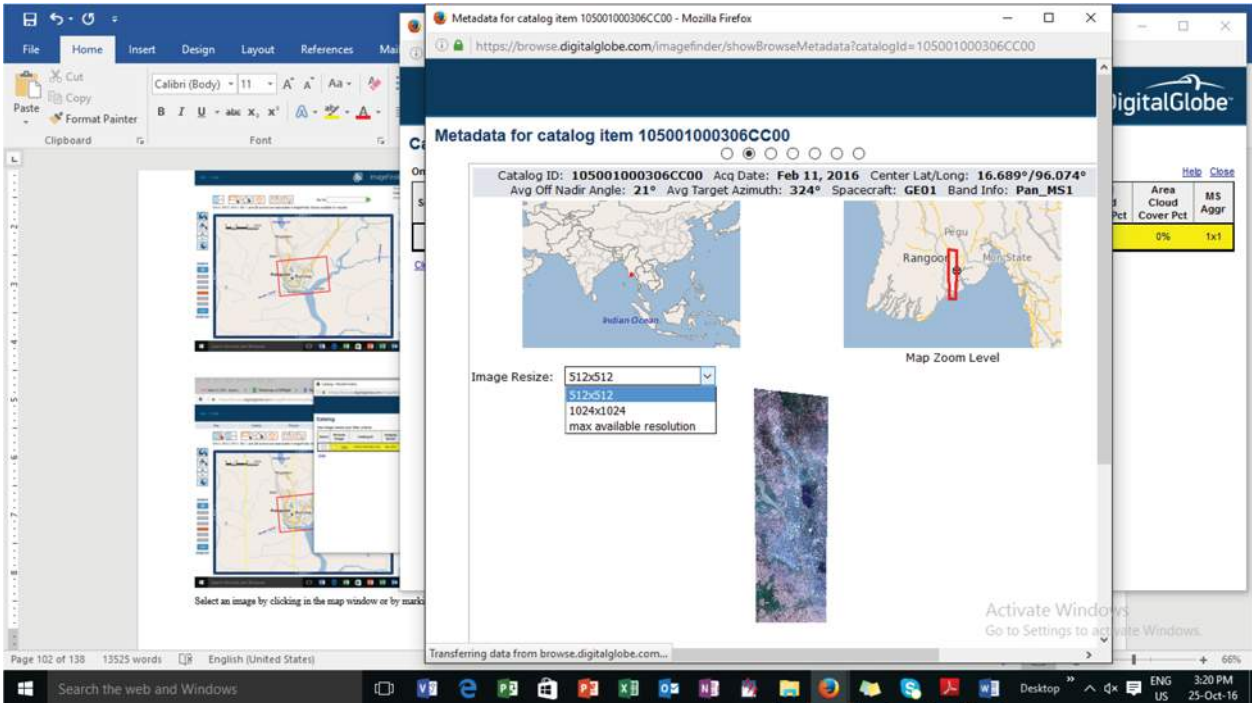 File Home Insert Design Layout References Mai
Cut
Copy
Paste
Format Painter
Clipboard
Calibri (Body) 11 A A Aa
B I U abc X₂ X² A A
Font
Select an image by clicking in the map window or by marki
Page 102 of 138 13525 words English (United States)
66%
Metadata for catalog item 105001000306CC00 - Mozilla Firefox
https://browse.digitalglobe.com/imagefinder/showBrowseMetadata?catalogId=105001000306CC00
DigitalGlobe
Metadata for catalog item 105001000306CC00
Catalog ID: 105001000306CC00 Acq Date: Feb 11, 2016 Center Lat/Long: 16.689°/96.074°
Avg Off Nadir Angle: 21° Avg Target Azimuth: 324° Spacecraft: GE01 Band Info: Pan_MS1
Indian Ocean
Pegu
Rangoon
Mon State
Map Zoom Level
Image Resize: 512x512
512x512
1024x1024
max available resolution
Help Close
Pct
Area
Cloud
Cover Pct
MS
Aggr
0% 1x1
Activate Windows
Go to Settings to activate Windows.
Transferring data from browse.digitalglobe.com...
Search the web and Windows
Desktop
ENG
US
3:20 PM
25-Oct-16